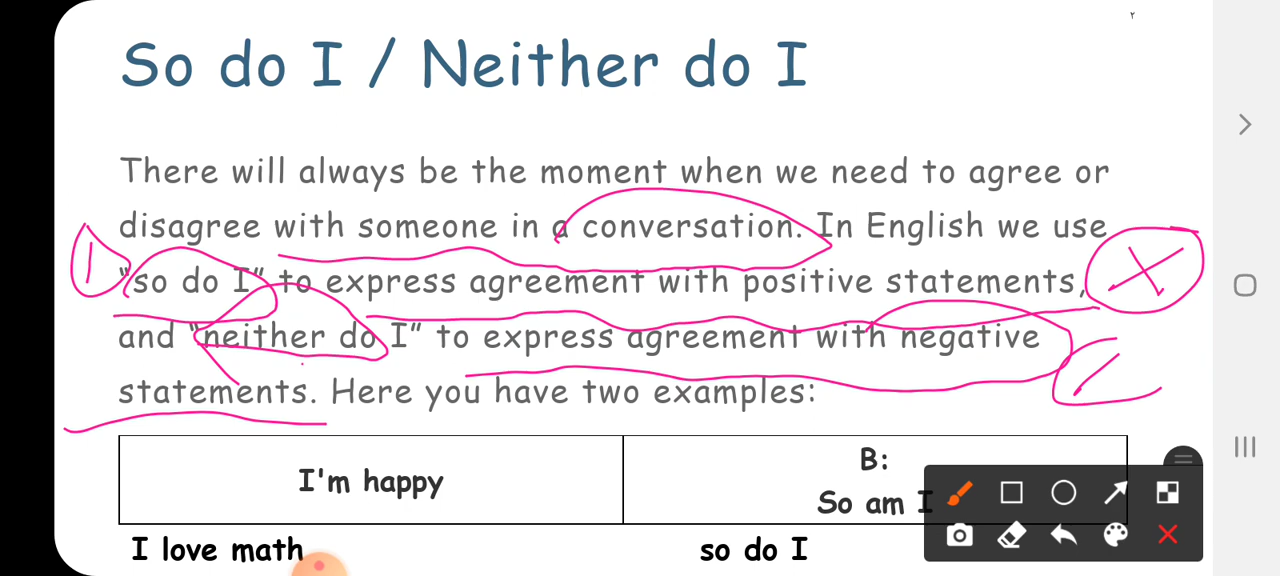 ٢
So do I / Neither do I
There will always be the moment when we need to agree or
disagree with someone in a conversation. In English we use
"so do I" to express agreement with positive statements,
and "neither do I" to express agreement with negative
statements. Here you have two examples:
I'm happy
B:
So am I
I love math
so do I